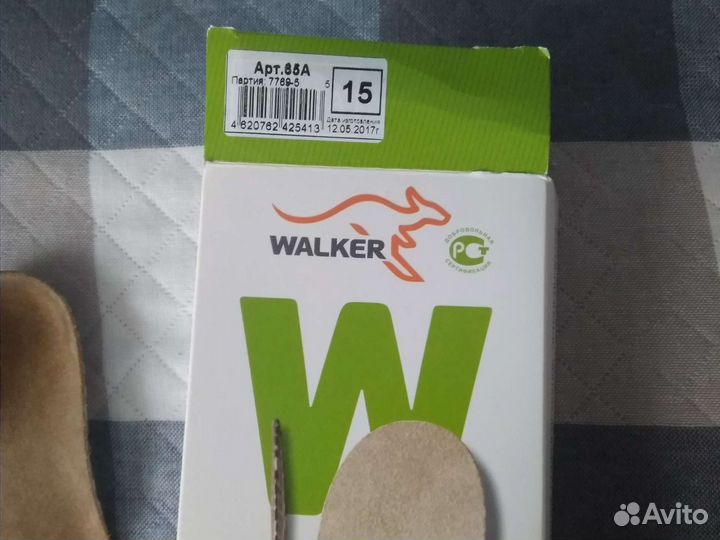 Арт.85А
Партия: 7769-5
5
15
Дата изготовления
12.05.2017г
4 620762 425413
WALKER
ДОБРОВОЛЬНАЯ
РСТ
СЕРТИФИКАЦИЯ
W
Avito